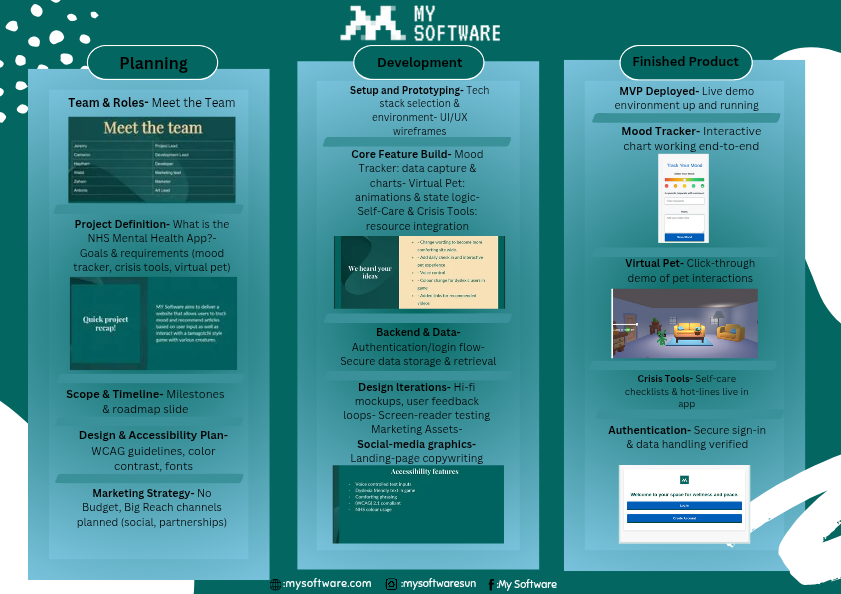 MY
SOFTWARE
Planning
Team & Roles- Meet the Team
Meet the team
Jeremy Project Lead
Cameron Development Lead
Haydham Developer
Walid Marketing lead
Zoham Marketer
Antonio Art Lead
Project Definition- What is the
NHS Mental Health App?-
Goals & requirements (mood
tracker, crisis tools, virtual pet)
Quick project
recap!
MY Software aims to deliver a
website that allows users to track
mood and recommend articles
based on user input as well as
interact with a tamagotchi style
game with various creatures.
Scope & Timeline- Milestones
& roadmap slide
Design & Accessibility Plan-
WCAG guidelines, color
contrast, fonts
Marketing Strategy- No
Budget, Big Reach channels
planned (social, partnerships)
Development
Setup and Prototyping- Tech
stack selection &
environment- UI/UX
wireframes
Core Feature Build- Mood
Tracker: data capture &
charts- Virtual Pet:
animations & state logic-
Self-Care & Crisis Tools:
resource integration
We heard your
ideas
- Change wording to become more
comforting site wide.
- Add daily check in and interactive
pet experience
- Voice control
- Colour change for dyslexic users in
game
- Added links for recommended
videos
Backend & Data-
Authentication/login flow-
Secure data storage & retrieval
Design Iterations- Hi-fi
mockups, user feedback
loops- Screen-reader testing
Marketing Assets-
Social-media graphics-
Landing-page copywriting
Accessibility features
Voice controlled text inputs
Dyslexia friendly text in game
Comforting phrasing
(WCAG) 2.1 compliant
NHS colour usage
Finished Product
MVP Deployed- Live demo
environment up and running
Mood Tracker- Interactive
chart working end-to-end
Track Your Mood
Virtual Pet- Click-through
demo of pet interactions
Crisis Tools- Self-care
checklists & hot-lines live in
app
Authentication- Secure sign-in
& data handling verified
Welcome to your space for wellness and peace.
Log In
Create Account
:mysoftware.com :mysoftwaresun :My Software